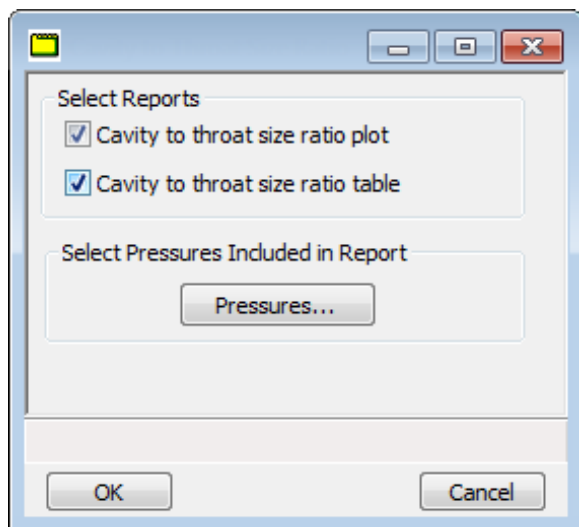 Select Reports
Cavity to throat size ratio plot
Cavity to throat size ratio table
Select Pressures Included in Report
Pressures...
OK
Cancel